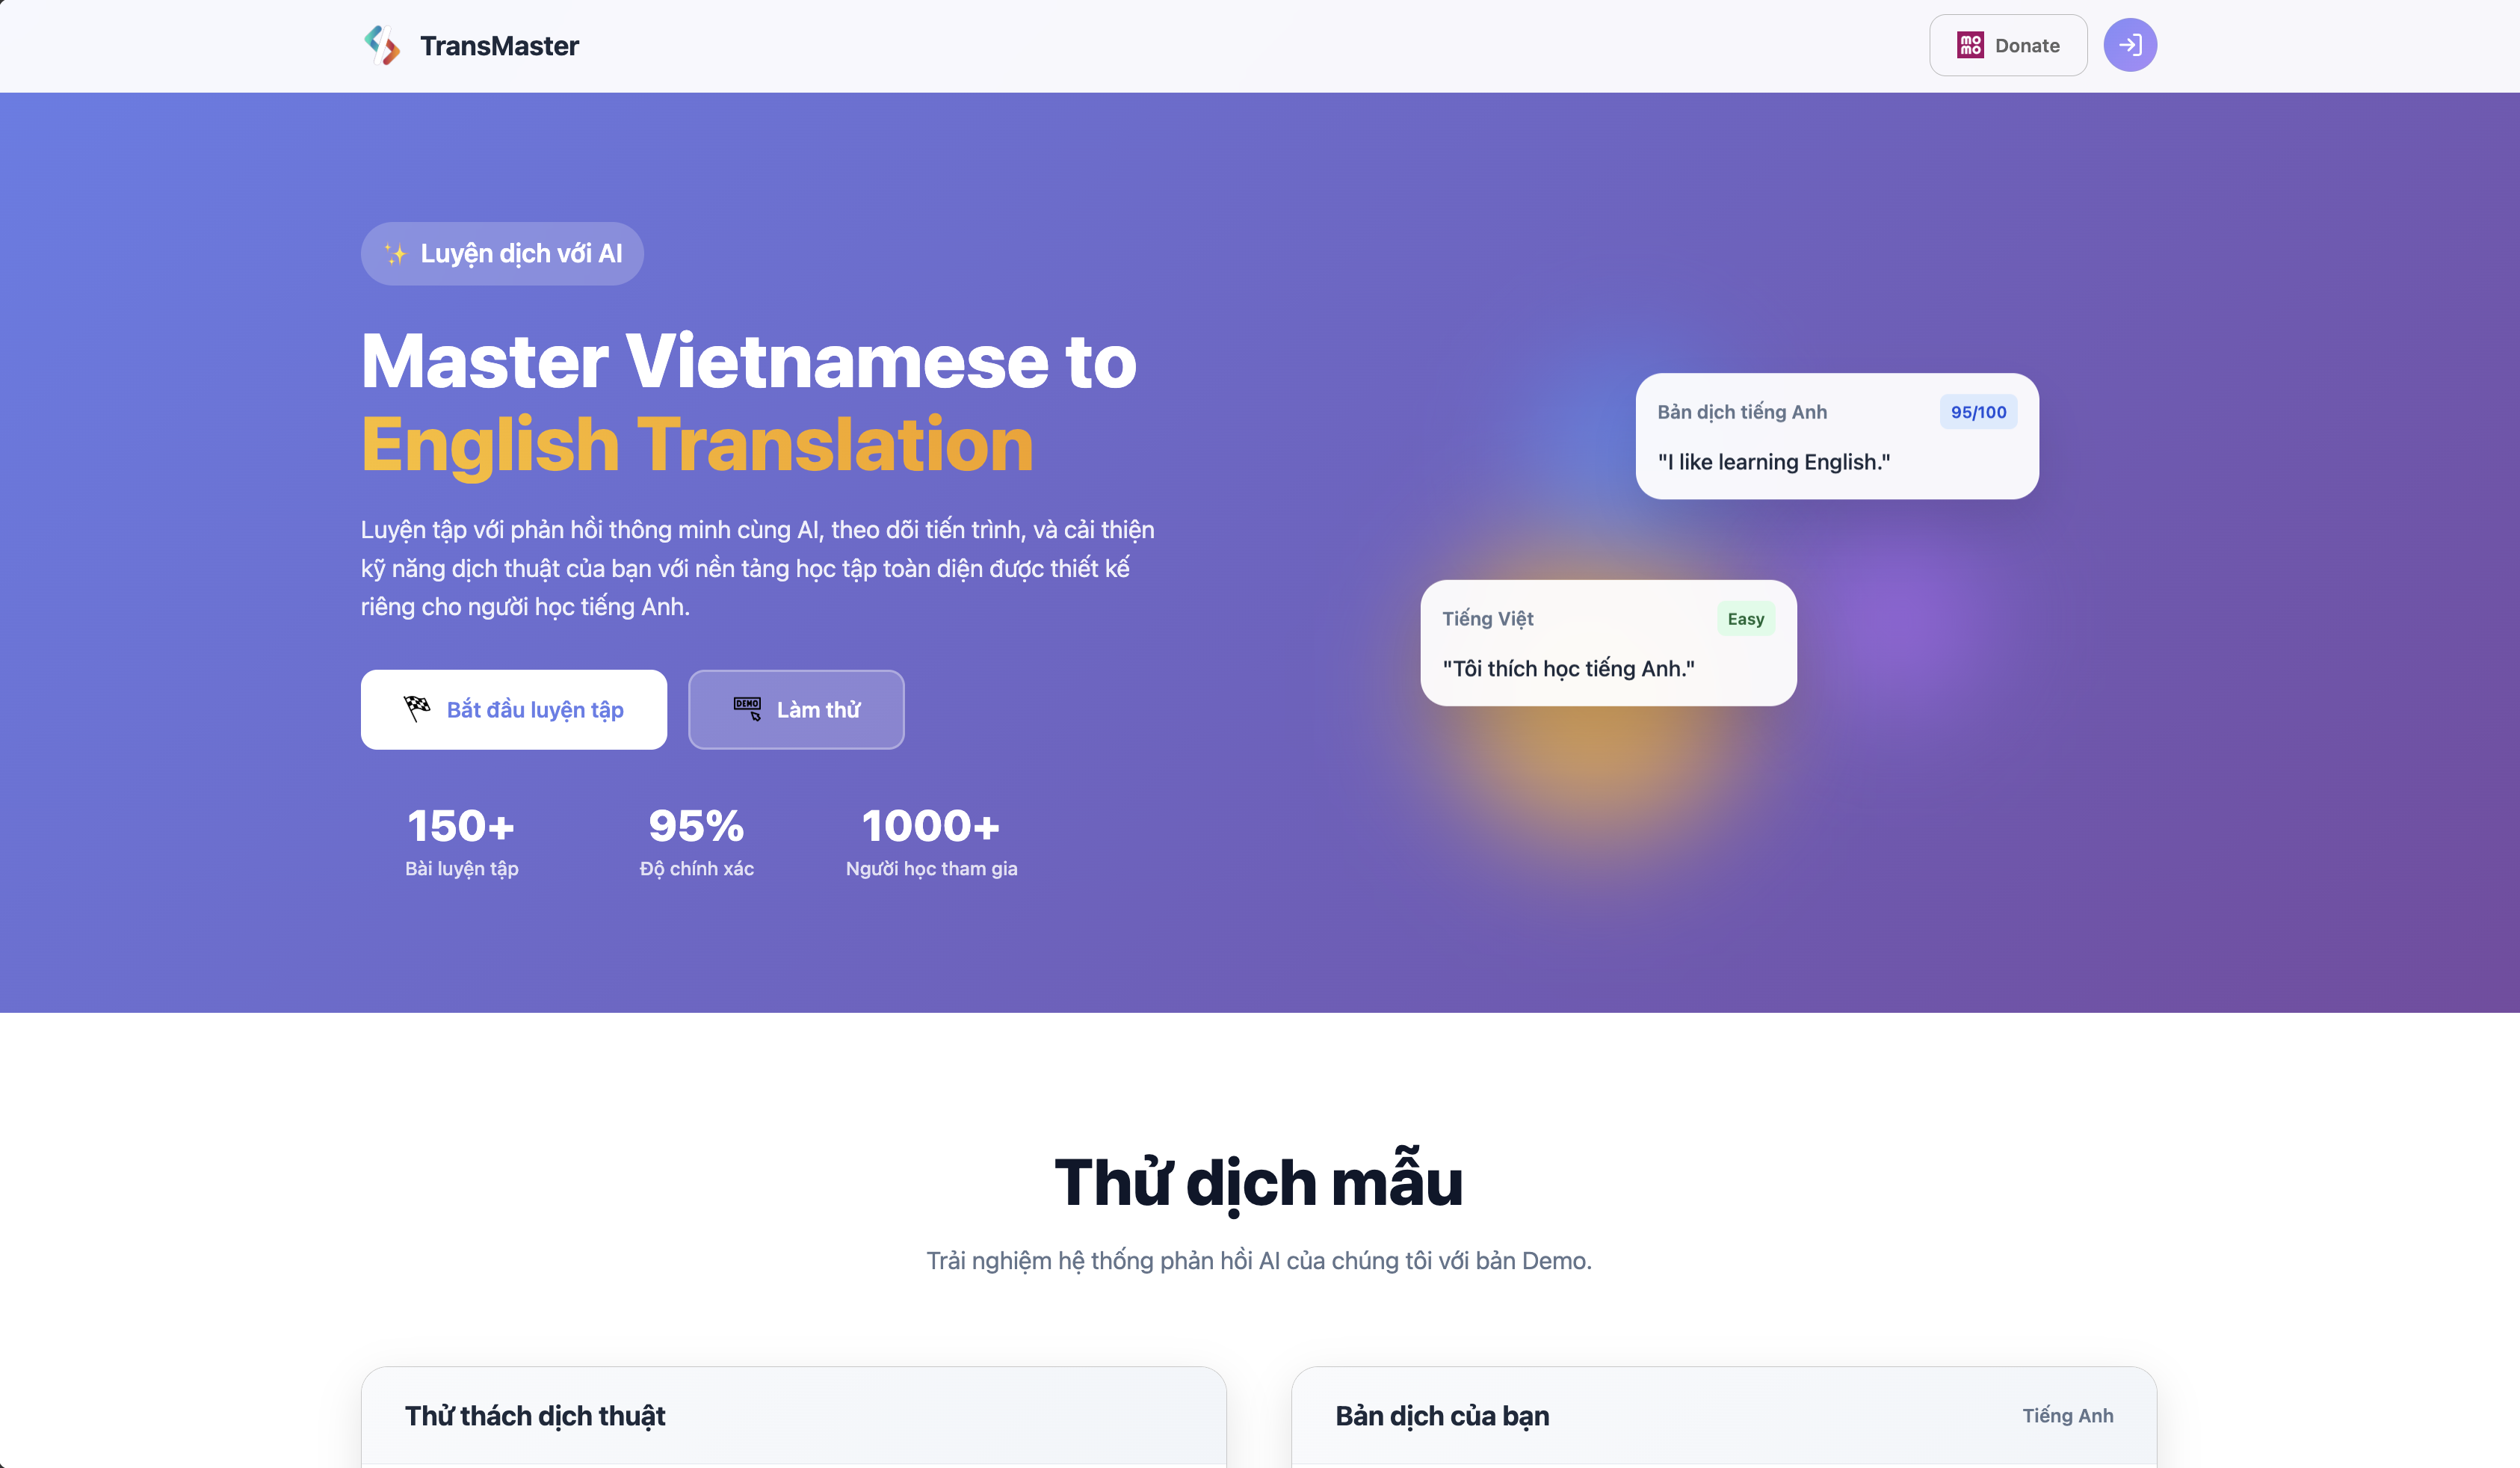 TransMaster
momo
Donate
Luyện dịch với AI
Master Vietnamese to
English Translation
Luyện tập với phản hồi thông minh cùng AI, theo dõi tiến trình, và cải thiện
kỹ năng dịch thuật của bạn với nền tảng học tập toàn diện được thiết kế
riêng cho người học tiếng Anh.
Bắt đầu luyện tập
DEMO
Làm thử
150+
Bài luyện tập
95%
Độ chính xác
1000+
Người học tham gia
Bản dịch tiếng Anh
95/100
"I like learning English."
Tiếng Việt
Easy
"Tôi thích học tiếng Anh."
Thử dịch mẫu
Trải nghiệm hệ thống phản hồi AI của chúng tôi với bản Demo.
Thử thách dịch thuật
Bản dịch của bạn
Tiếng Anh